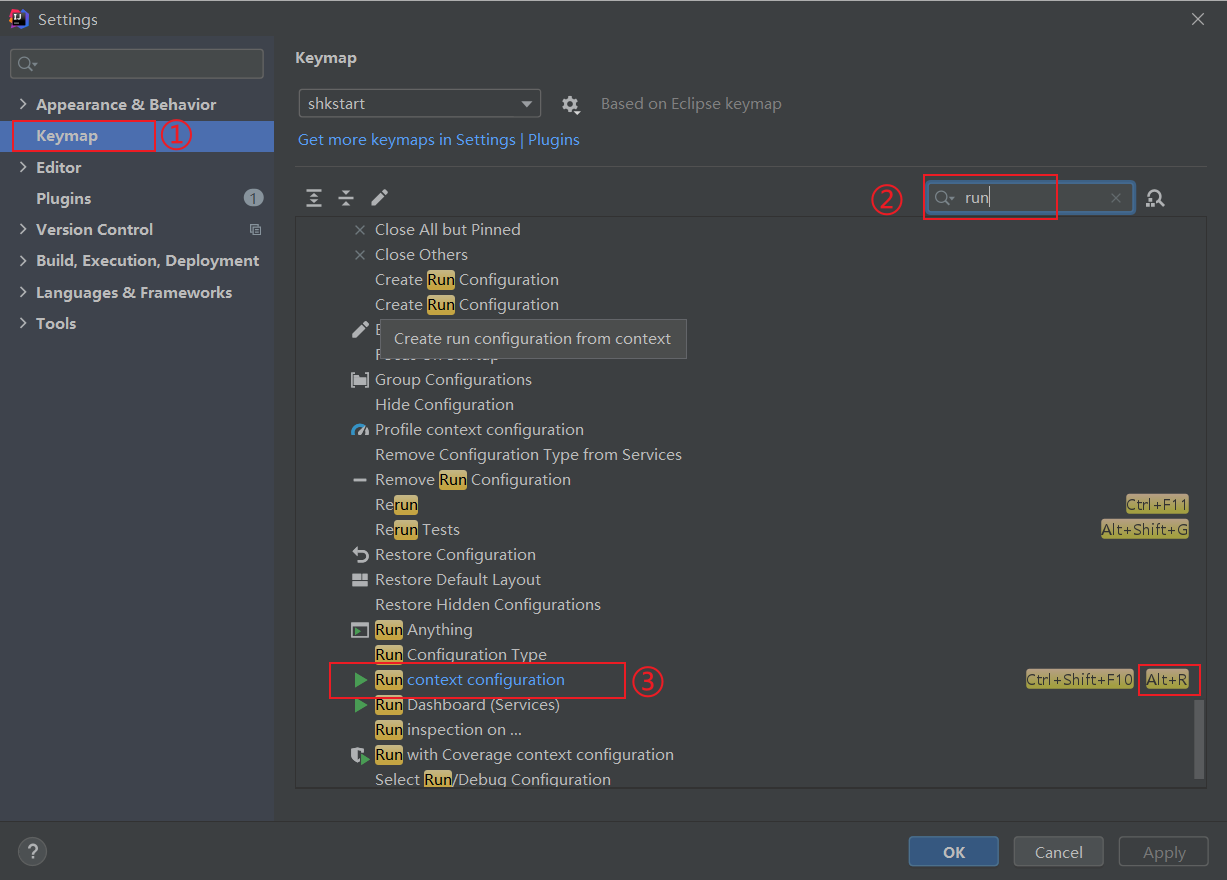 Settings
Appearance & Behavior
Keymap ①
Editor
Plugins 1
Version Control
Build, Execution, Deployment
Languages & Frameworks
Tools
Keymap
shkstart Based on Eclipse keymap
Get more keymaps in Settings | Plugins
② run
Close All but Pinned
Close Others
Create Run Configuration
Create Run Configuration
Create run configuration from context
Group Configurations
Hide Configuration
Profile context configuration
Remove Configuration Type from Services
Remove Run Configuration
Rerun Ctrl+F11
Rerun Tests Alt+Shift+G
Restore Configuration
Restore Default Layout
Restore Hidden Configurations
Run Anything
Run Configuration Type
Run context configuration ③ Ctrl+Shift+F10 Alt+R
Run Dashboard (Services)
Run inspection on ...
Run with Coverage context configuration
Select Run/Debug Configuration
? OK Cancel Apply